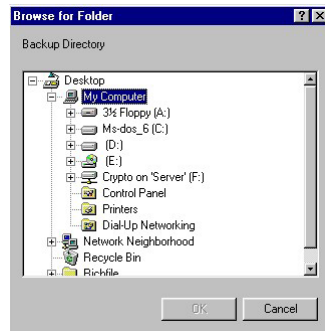 Browse for Folder
Backup Directory
Desktop
My Computer
3½ Floppy (A:)
Ms-dos_6 (C:)
(D:)
(E:)
Crypto on 'Server' (F:)
Control Panel
Printers
Dial-Up Networking
Network Neighborhood
Recycle Bin
Richfile
OK
Cancel